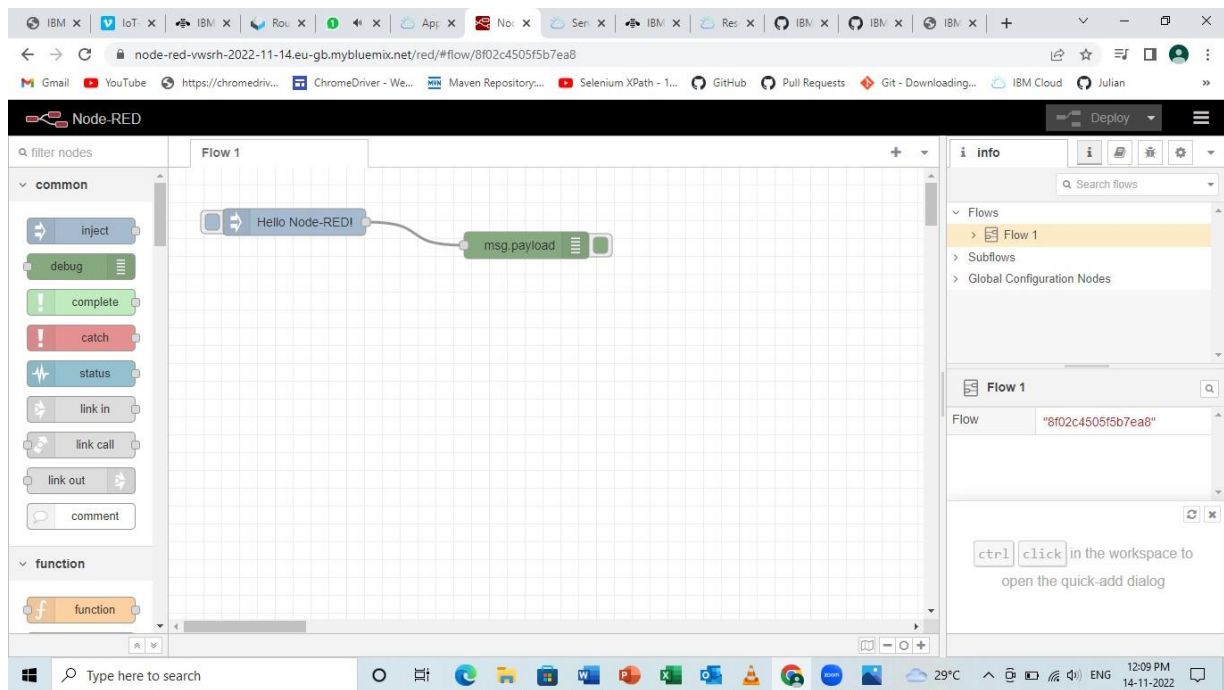 IBM
IoT-
IBM
Rou
App
Noc
Ser
IBM
Res
IBM
IBM
IBM
node-red-vwsrh-2022-11-14.eu-gb.mybluemix.net/red/#flow/8f02c4505f5b7ea8
Gmail YouTube https://chromedriv... ChromeDriver - We... Maven Repository:... Selenium XPath - 1... GitHub Pull Requests Git - Downloading... IBM Cloud Julian »
Node-RED Deploy
filter nodes Flow 1 i info
common Search flows
Hello Node-RED! Flows
inject msg.payload Flow 1
debug Subflows
complete Global Configuration Nodes
catch
status
link in Flow 1
link call Flow "8f02c4505f5b7ea8"
link out
comment
ctrl click in the workspace to
function open the quick-add dialog
function
Type here to search 29°C ENG 12:09 PM
14-11-2022